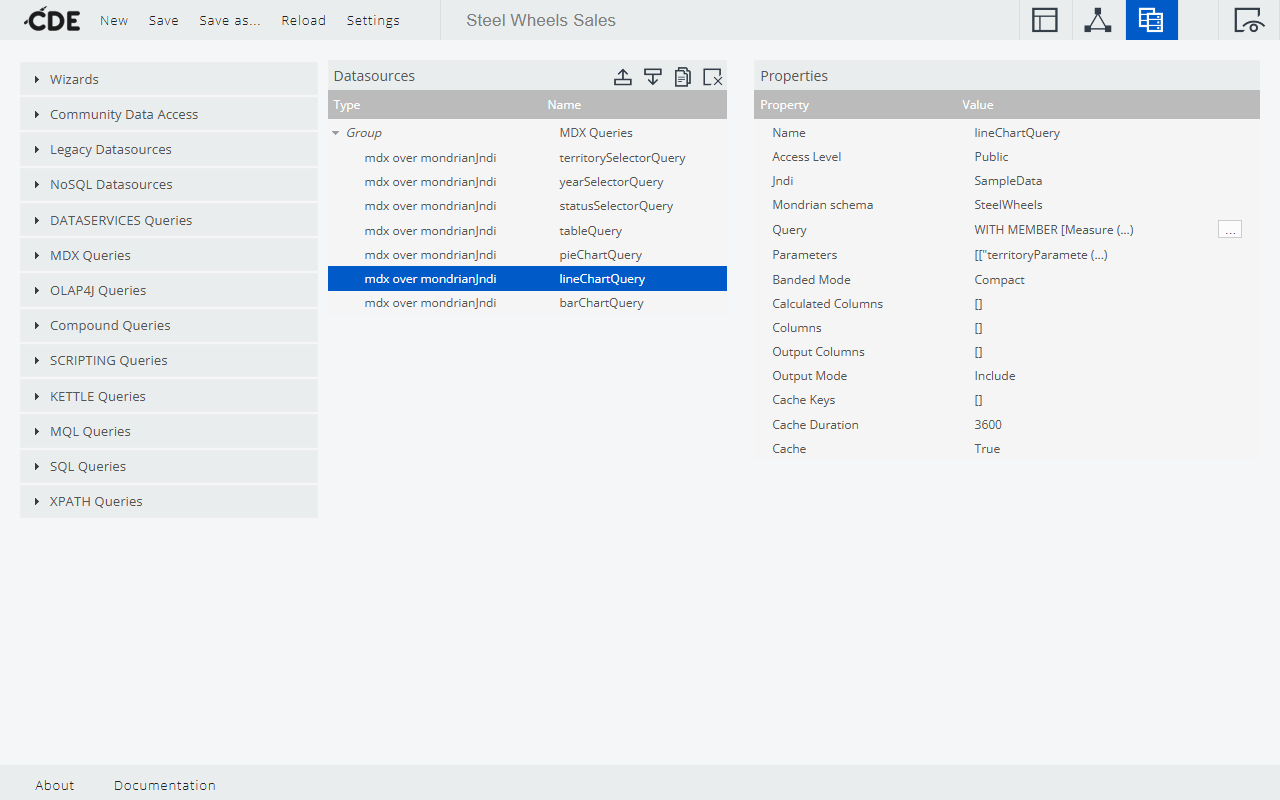 CDE New Save Save as... Reload Settings Steel Wheels Sales
Wizards
Community Data Access
Legacy Datasources
NoSQL Datasources
DATASERVICES Queries
MDX Queries
OLAP4J Queries
Compound Queries
SCRIPTING Queries
KETTLE Queries
MQL Queries
SQL Queries
XPATH Queries
Datasources
Type Name
Group MDX Queries
mdx over mondrianJndi territorySelectorQuery
mdx over mondrianJndi yearSelectorQuery
mdx over mondrianJndi statusSelectorQuery
mdx over mondrianJndi tableQuery
mdx over mondrianJndi pieChartQuery
mdx over mondrianJndi lineChartQuery
mdx over mondrianJndi barChartQuery
Properties
Property Value
Name lineChartQuery
Access Level Public
Jndi SampleData
Mondrian schema SteelWheels
Query WITH MEMBER [Measure (...) ...
Parameters [["territoryParamete (...)
Banded Mode Compact
Calculated Columns []
Columns []
Output Columns []
Output Mode Include
Cache Keys []
Cache Duration 3600
Cache True
About Documentation